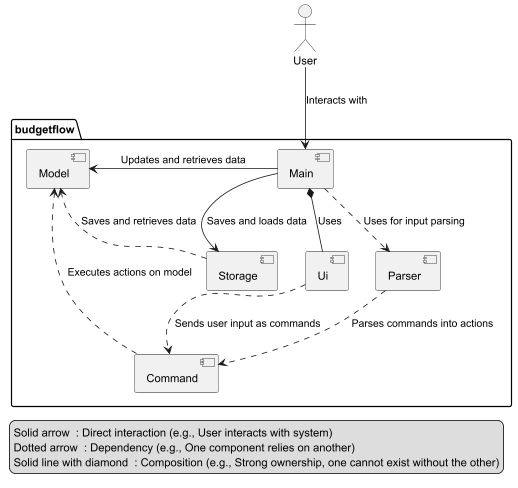 User
Interacts with
budgetflow
Model
Updates and retrieves data
Main
Saves and retrieves data
Saves and loads data
Uses
Uses for input parsing
Executes actions on model
Storage
Ui
Parser
Sends user input as commands
Parses commands into actions
Command
Solid arrow : Direct interaction (e.g., User interacts with system)
Dotted arrow : Dependency (e.g., One component relies on another)
Solid line with diamond : Composition (e.g., Strong ownership, one cannot exist without the other)